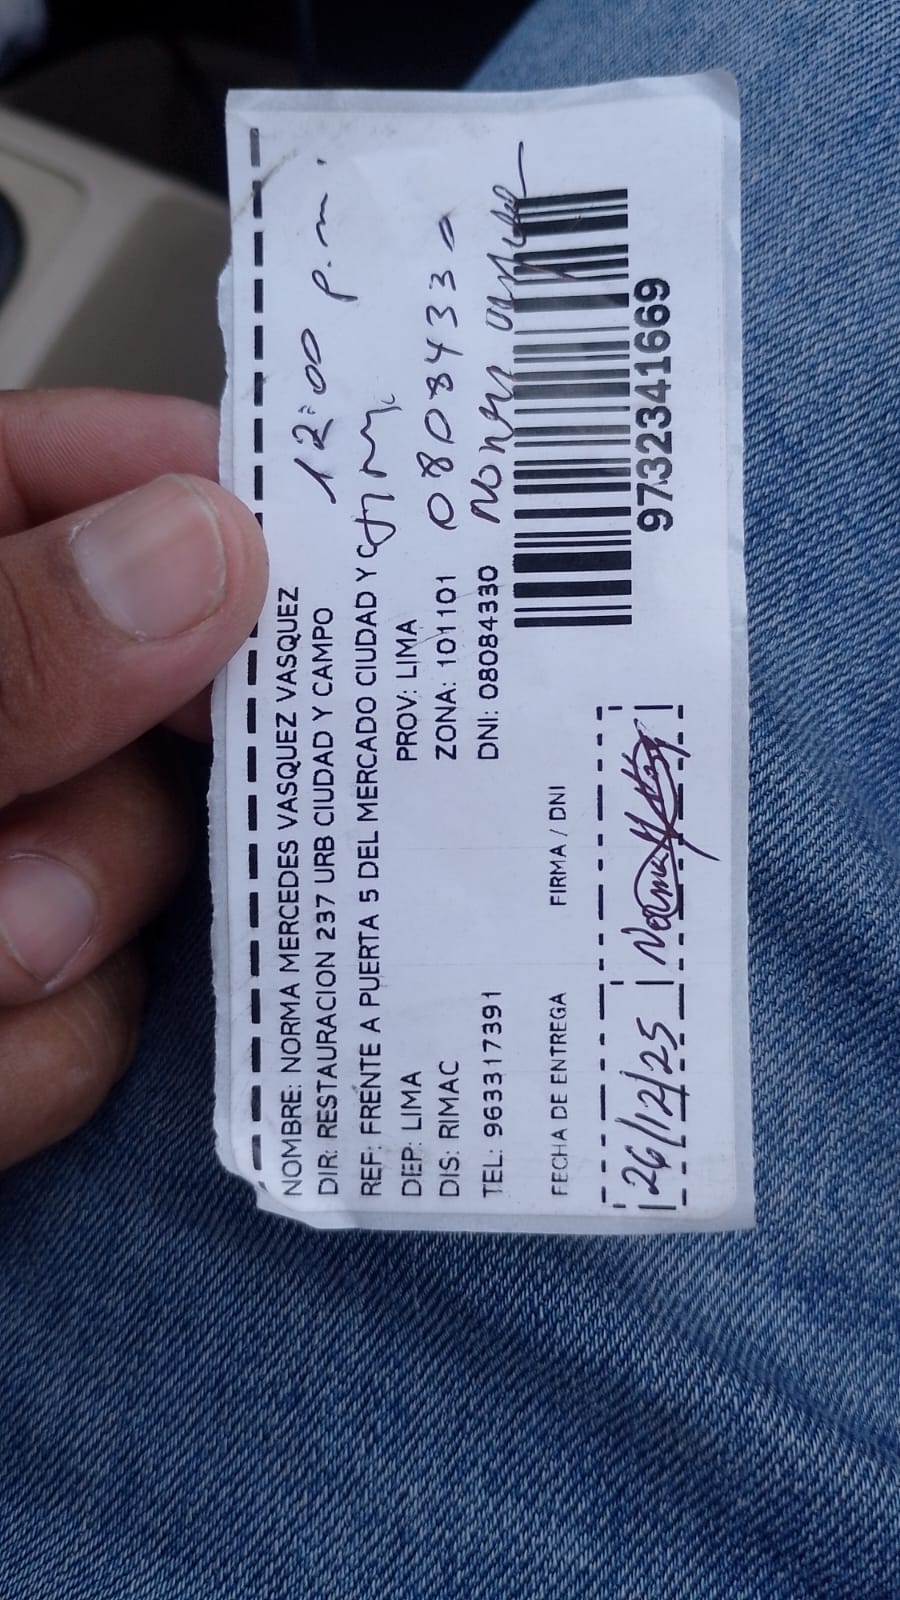 NOMBRE: NORMA MERCEDES VASQUEZ VASQUEZ
DIR: RESTAURACION 237 URB CIUDAD Y CAMPO
12:00 p.m.
REF: FRENTE A PUERTA 5 DEL MERCADO CIUDAD Y C
DEP: LIMA PROV: LIMA
DIS: RIMAC ZONA: 101101
08084330
TEL: 963317391 DNI: 08084330
Norma
FECHA DE ENTREGA FIRMA / DNI
9732341669
26/12/25 Norma